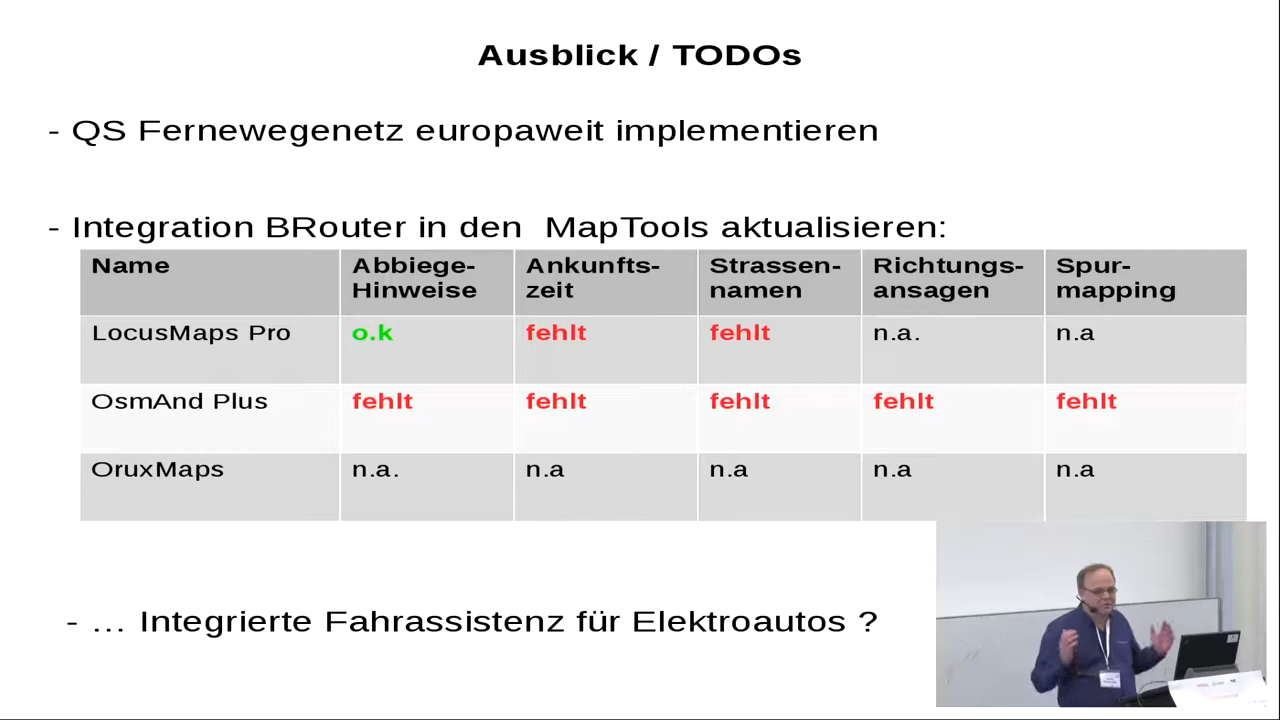 Ausblick / TODOs
- QS Fernewegenetz europaweit implementieren
- Integration BRouter in den MapTools aktualisieren:
Name Abbiege-Hinweise Ankunfts-zeit Strassen-namen Richtungs-ansagen Spur-mapping
LocusMaps Pro o.k fehlt fehlt n.a. n.a
OsmAnd Plus fehlt fehlt fehlt fehlt fehlt
OruxMaps n.a. n.a n.a n.a n.a
- ... Integrierte Fahrassistenz für Elektroautos ?